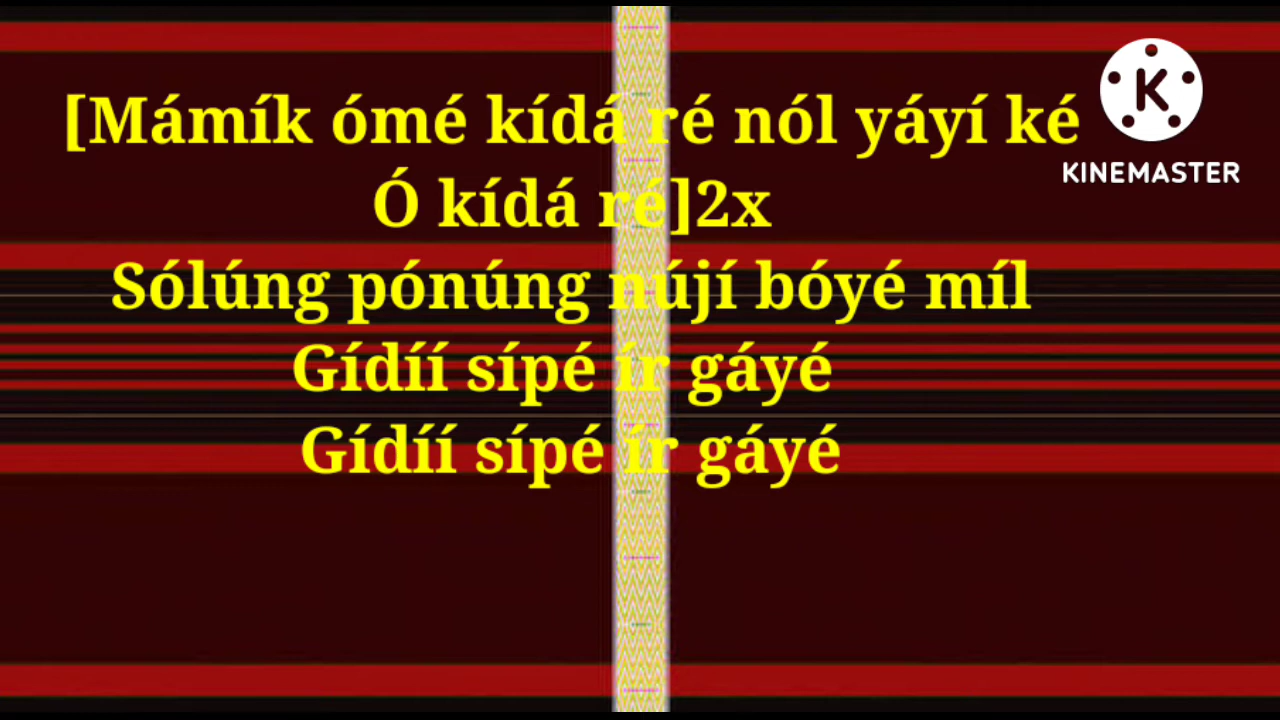 [Mámík ómé kídá ré nól yáyí ké
Ó kídá ré]2x
Sólúng pónúng nújí bóyé míl
Gídíí sípé ír gáyé
Gídíí sípé ír gáyé
K
KINEMASTER